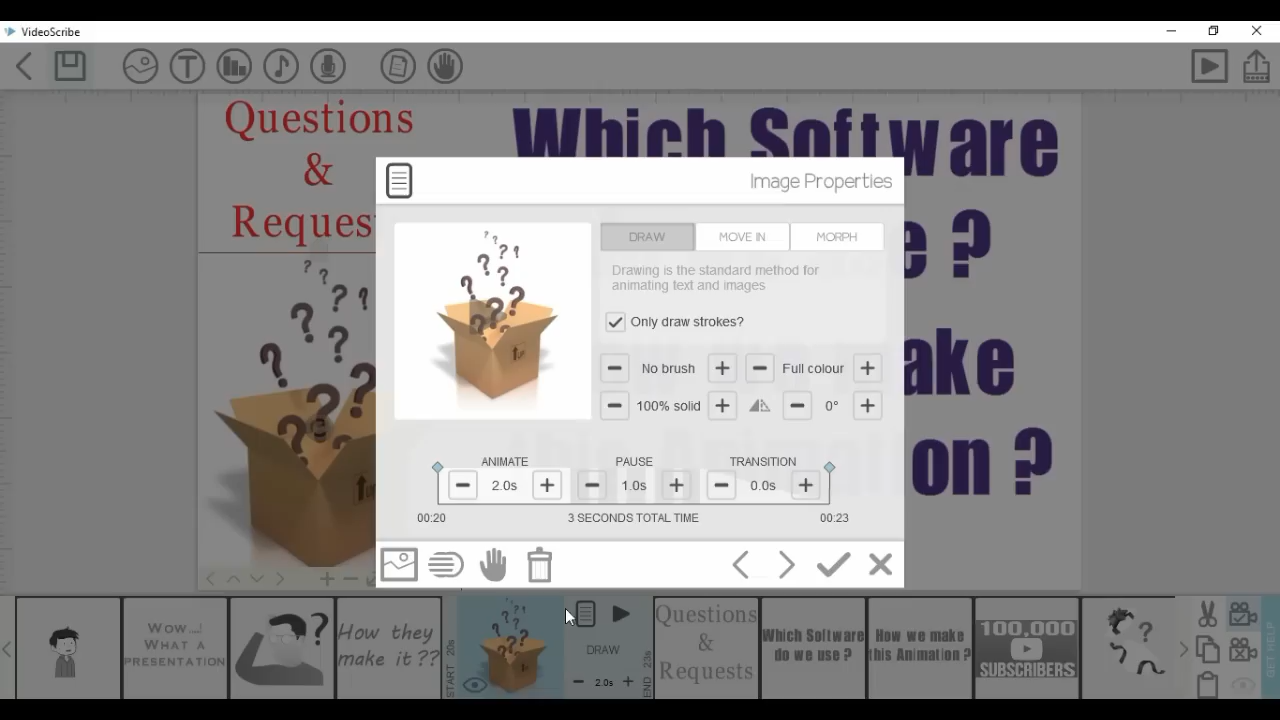 VideoScribe
Questions
&
Reques
Which Software
e ?
ake
on ?
Image Properties
DRAW
MOVE IN
MORPH
Drawing is the standard method for
animating text and images
Only draw strokes?
No brush
Full colour
100% solid
0°
ANIMATE
PAUSE
TRANSITION
2.0s
1.0s
0.0s
00:20
3 SECONDS TOTAL TIME
00:23
Wow...!
What a
presentation
?
How they
make it ??
START 20s
DRAW
2.0s
END 23s
Questions
&
Requests
Which Software
do we use ?
How we make
this Animation ?
100,000
SUBSCRIBERS
?
GET HELP